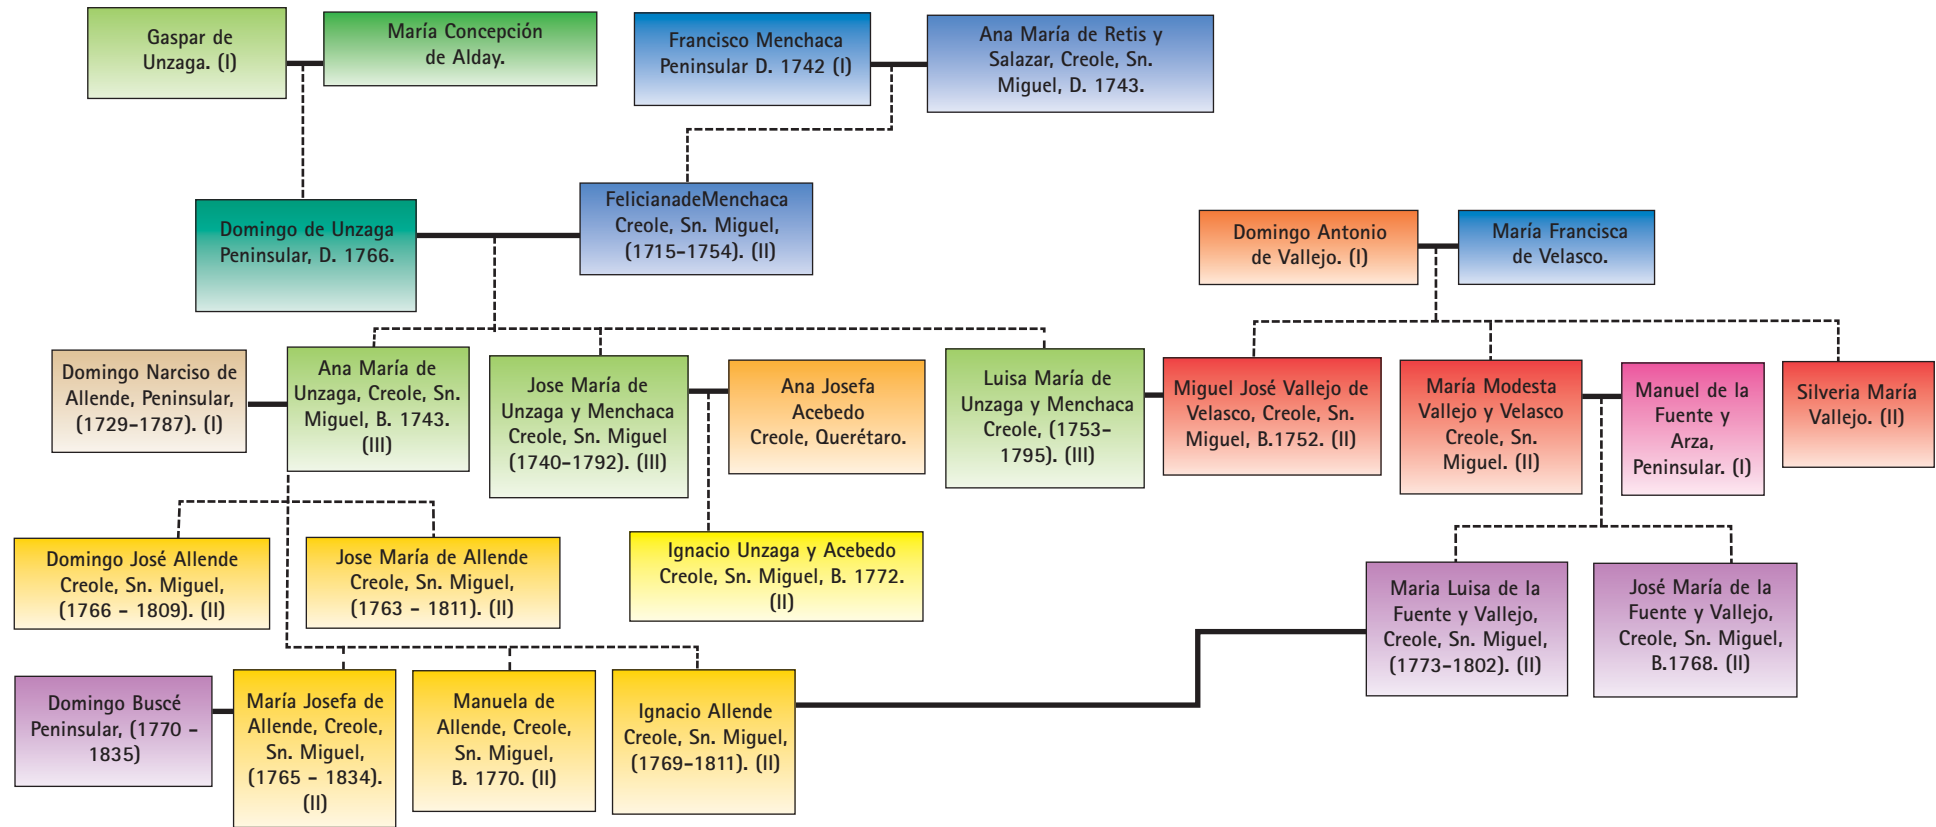 Gaspar de
Unzaga. (I)
María Concepción
de Alday.
Francisco Menchaca
Peninsular D. 1742 (I)
Ana María de Retis y
Salazar, Creole, Sn.
Miguel, D. 1743.
Domingo de Unzaga
Peninsular, D. 1766.
FelicianadeMenchaca
Creole, Sn. Miguel,
(1715-1754). (II)
Domingo Antonio
de Vallejo. (I)
María Francisca
de Velasco.
Domingo Narciso de
Allende, Peninsular,
(1729-1787). (I)
Ana María de
Unzaga, Creole, Sn.
Miguel, B. 1743.
(III)
Jose María de
Unzaga y Menchaca
Creole, Sn. Miguel
(1740-1792). (III)
Ana Josefa
Acebedo
Creole, Querétaro.
Luisa María de
Unzaga y Menchaca
Creole, (1753-
1795). (III)
Miguel José Vallejo de
Velasco, Creole, Sn.
Miguel, B.1752. (II)
María Modesta
Vallejo y Velasco
Creole, Sn.
Miguel. (II)
Manuel de la
Fuente y
Arza,
Peninsular. (I)
Silveria María
Vallejo. (II)
Domingo José Allende
Creole, Sn. Miguel,
(1766 - 1809). (II)
Jose María de Allende
Creole, Sn. Miguel,
(1763 - 1811). (II)
Ignacio Unzaga y Acebedo
Creole, Sn. Miguel, B. 1772.
(II)
Maria Luisa de la
Fuente y Vallejo,
Creole, Sn. Miguel,
(1773-1802). (II)
José María de la
Fuente y Vallejo,
Creole, Sn. Miguel,
B.1768. (II)
Domingo Buscé
Peninsular, (1770 -
1835)
María Josefa de
Allende, Creole,
Sn. Miguel,
(1765 - 1834).
(II)
Manuela de
Allende, Creole,
Sn. Miguel,
B. 1770. (II)
Ignacio Allende
Creole, Sn. Miguel,
(1769-1811). (II)